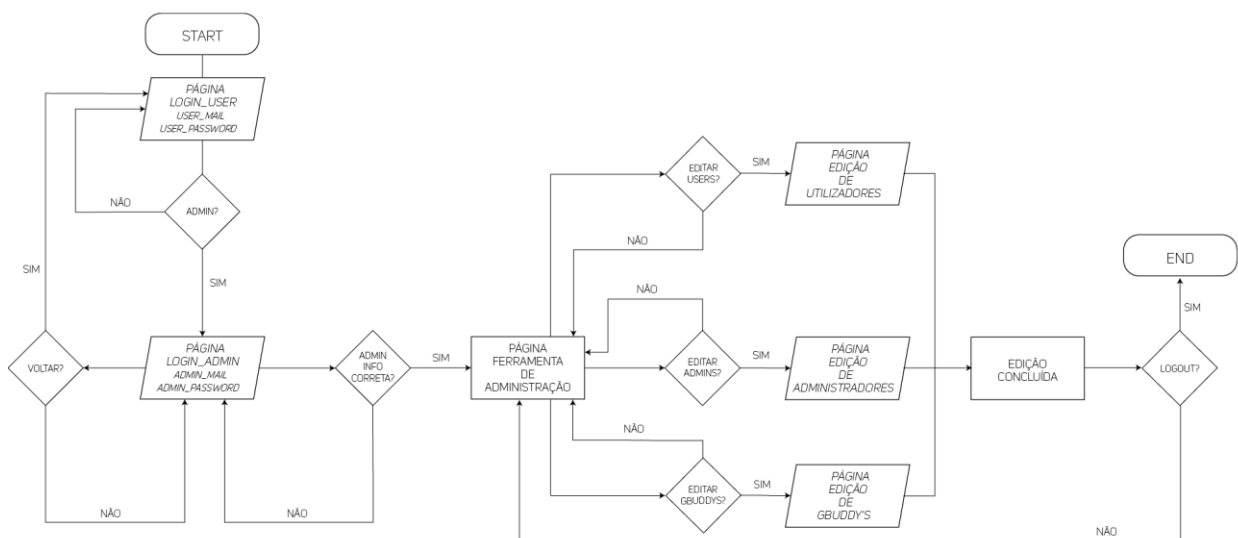 START
PÁGINA
LOGIN_USER
USER_MAIL
USER_PASSWORD
NÃO
ADMIN?
SIM
SIM
VOLTAR?
PÁGINA
LOGIN_ADMIN
ADMIN_MAIL
ADMIN_PASSWORD
ADMIN
INFO
CORRETA?
SIM
NÃO
NÃO
PÁGINA
FERRAMENTA
DE
ADMINISTRAÇÃO
EDITAR
USERS?
SIM
NÃO
PÁGINA
EDIÇÃO
DE
UTILIZADORES
NÃO
EDITAR
ADMINS?
SIM
PÁGINA
EDIÇÃO
DE
ADMINISTRADORES
NÃO
EDITAR
GBUDDYS?
SIM
PÁGINA
EDIÇÃO
DE
GBUDDY'S
EDIÇÃO
CONCLUÍDA
LOGOUT?
SIM
END
NÃO